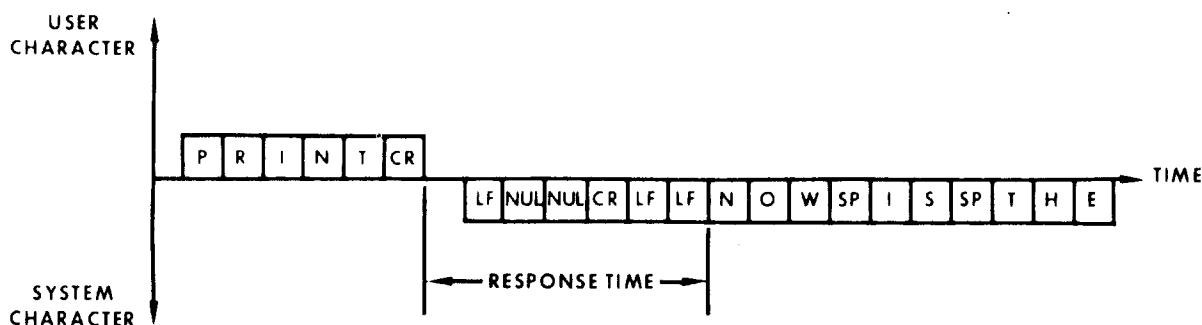 USER
CHARACTER
P R I N T CR
TIME
LF NUL NUL CR LF LF N O W SP I S SP T H E
RESPONSE TIME
SYSTEM
CHARACTER